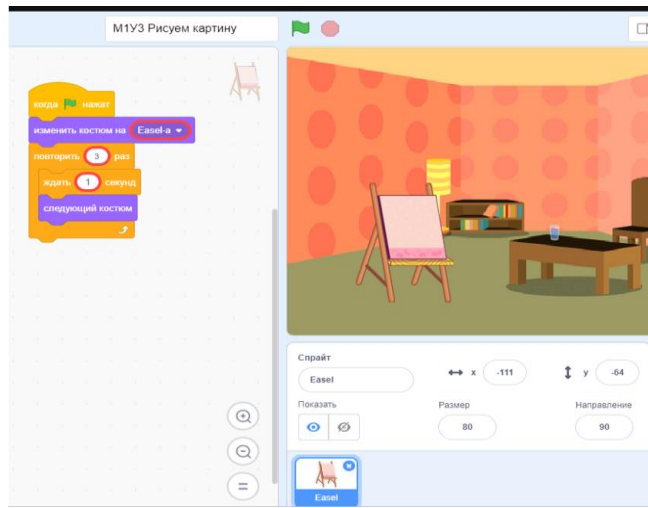 М1У3 Рисуем картину
когда нажат
изменить костюм на Easel-a
повторить 3 раз
ждать 1 секунд
следующий костюм
Спрайт
Easel
x -111
y -64
Показать
Размер
80
Направление
90
Easel